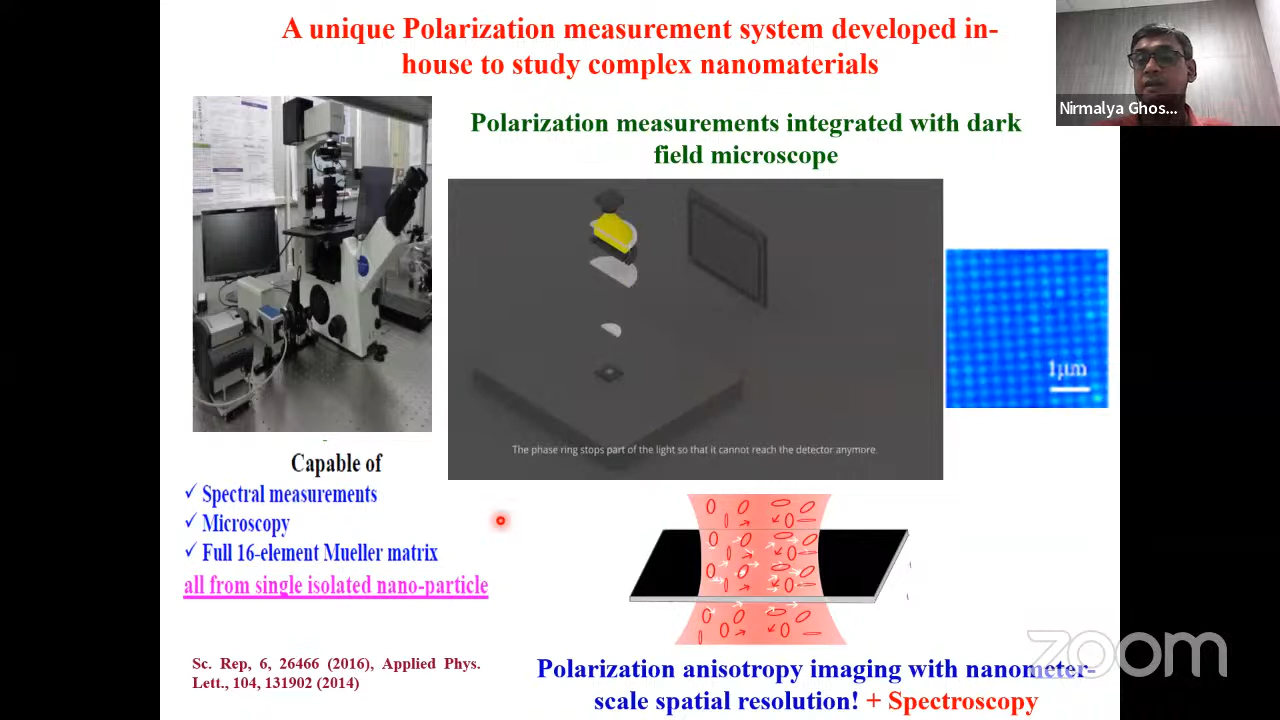 A unique Polarization measurement system developed in-
house to study complex nanomaterials
Nirmalya Ghos...
Polarization measurements integrated with dark
field microscope
1μm
The phase ring stops part of the light so that it cannot reach the detector anymore.
Capable of
✓ Spectral measurements
✓ Microscopy
✓ Full 16-element Mueller matrix
all from single isolated nano-particle
Sc. Rep, 6, 26466 (2016), Applied Phys.
Lett., 104, 131902 (2014)
Polarization anisotropy imaging with nanometer-
scale spatial resolution! + Spectroscopy
zoom